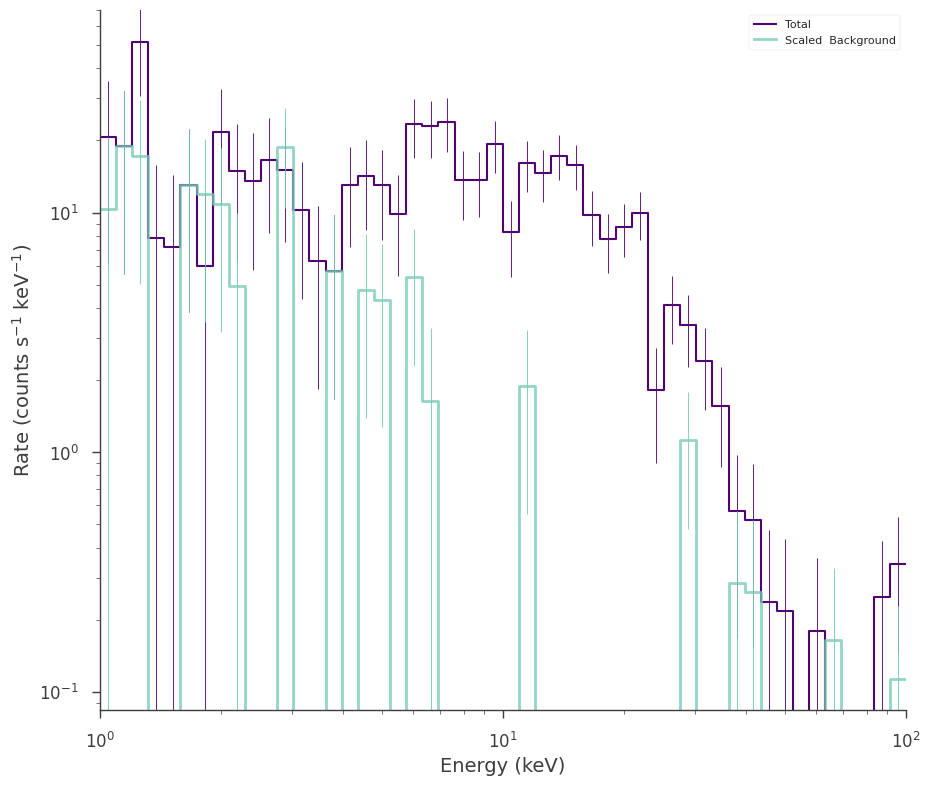 Total
Scaled  Background
Rate (counts s⁻¹ keV⁻¹)
10¹
10⁰
10⁻¹
10⁰ 10¹ 10²
Energy (keV)